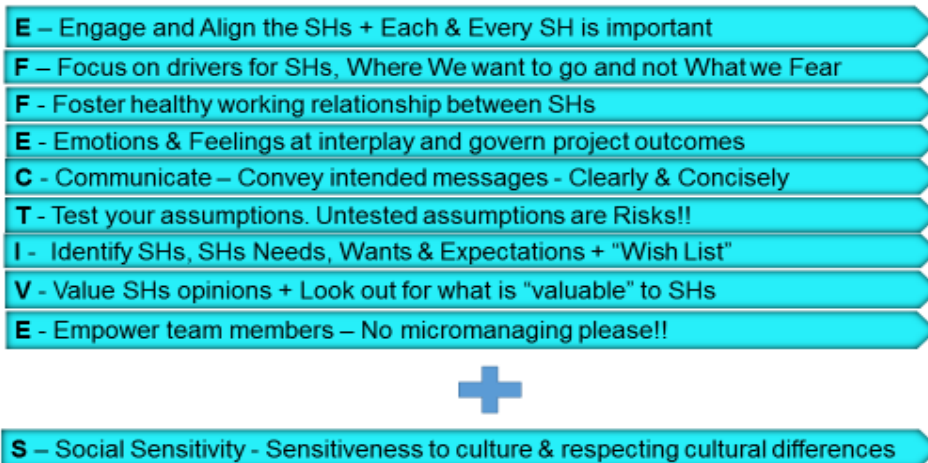 E – Engage and Align the SHs + Each & Every SH is important
F – Focus on drivers for SHs, Where We want to go and not What we Fear
F - Foster healthy working relationship between SHs
E - Emotions & Feelings at interplay and govern project outcomes
C - Communicate – Convey intended messages - Clearly & Concisely
T - Test your assumptions. Untested assumptions are Risks!!
I - Identify SHs, SHs Needs, Wants & Expectations + “Wish List”
V - Value SHs opinions + Look out for what is “valuable” to SHs
E - Empower team members – No micromanaging please!!
S – Social Sensitivity - Sensitiveness to culture & respecting cultural differences